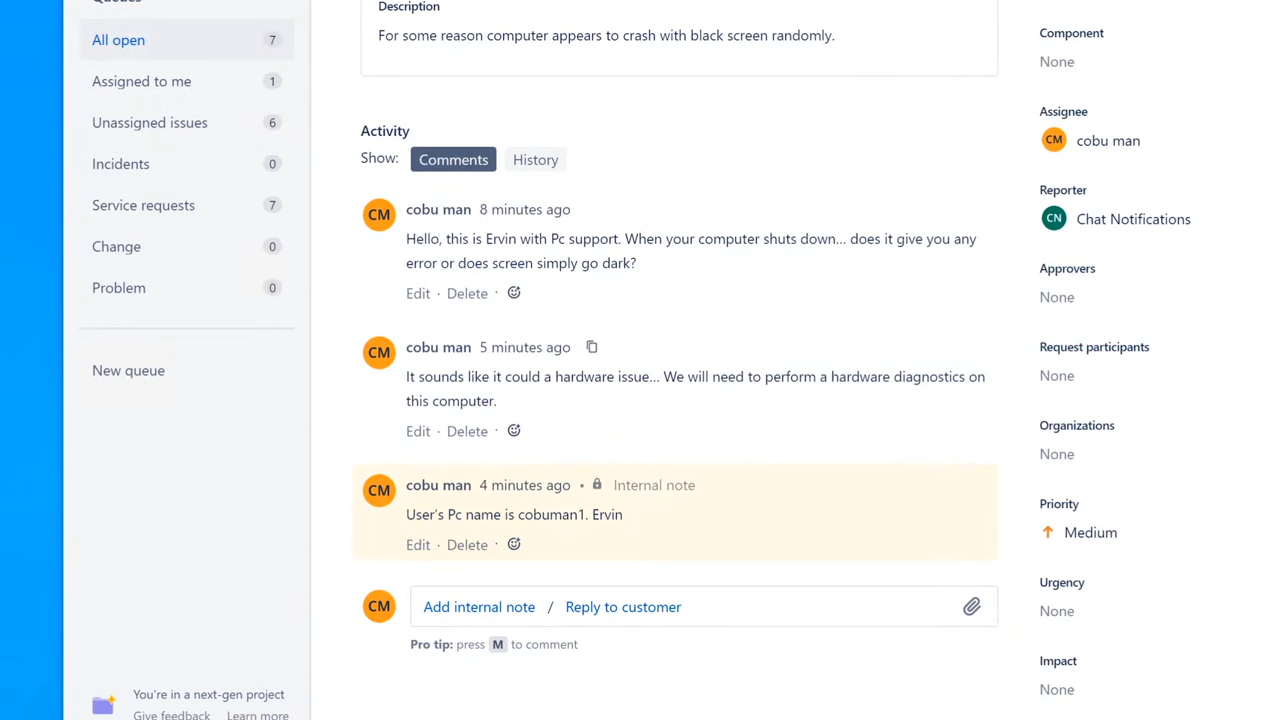 Queues
All open 7
Assigned to me 1
Unassigned issues 6
Incidents 0
Service requests 7
Change 0
Problem 0
New queue
You're in a next-gen project
Give feedback Learn more
Description
For some reason computer appears to crash with black screen randomly.
Activity
Show: Comments History
CM cobu man 8 minutes ago
Hello, this is Ervin with Pc support. When your computer shuts down... does it give you any
error or does screen simply go dark?
Edit · Delete ·
CM cobu man 5 minutes ago
It sounds like it could a hardware issue... We will need to perform a hardware diagnostics on
this computer.
Edit · Delete ·
CM cobu man 4 minutes ago • Internal note
User's Pc name is cobuman1. Ervin
Edit · Delete ·
CM Add internal note / Reply to customer
Pro tip: press M to comment
Component
None
Assignee
CM cobu man
Reporter
CN Chat Notifications
Approvers
None
Request participants
None
Organizations
None
Priority
Medium
Urgency
None
Impact
None